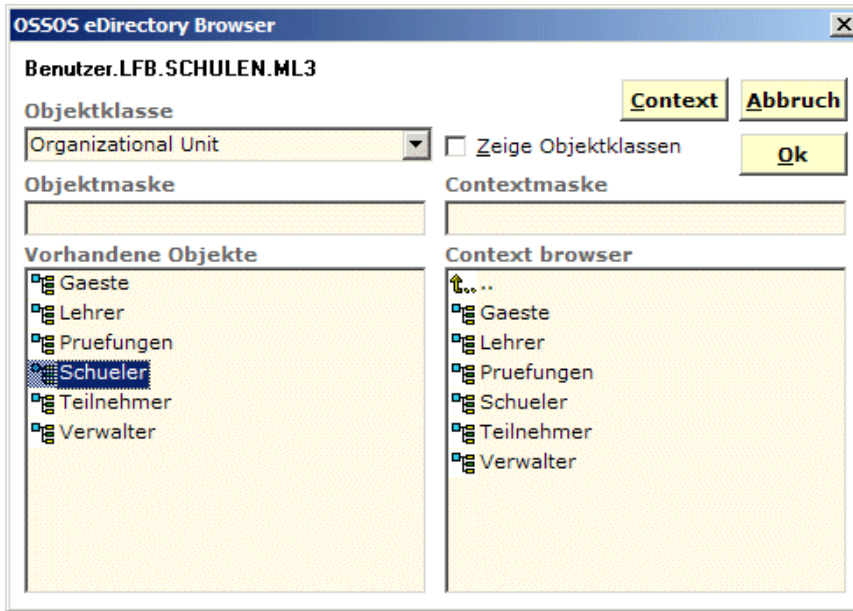 OSSOS eDirectory Browser
Benutzer.LFB.SCHULEN.ML3
Context
Abbruch
Objektklasse
Organizational Unit
Zeige Objektklassen
Ok
Objektmaske
Contextmaske
Vorhandene Objekte
Gaeste
Lehrer
Pruefungen
Schueler
Teilnehmer
Verwalter
Context browser
..
Gaeste
Lehrer
Pruefungen
Schueler
Teilnehmer
Verwalter